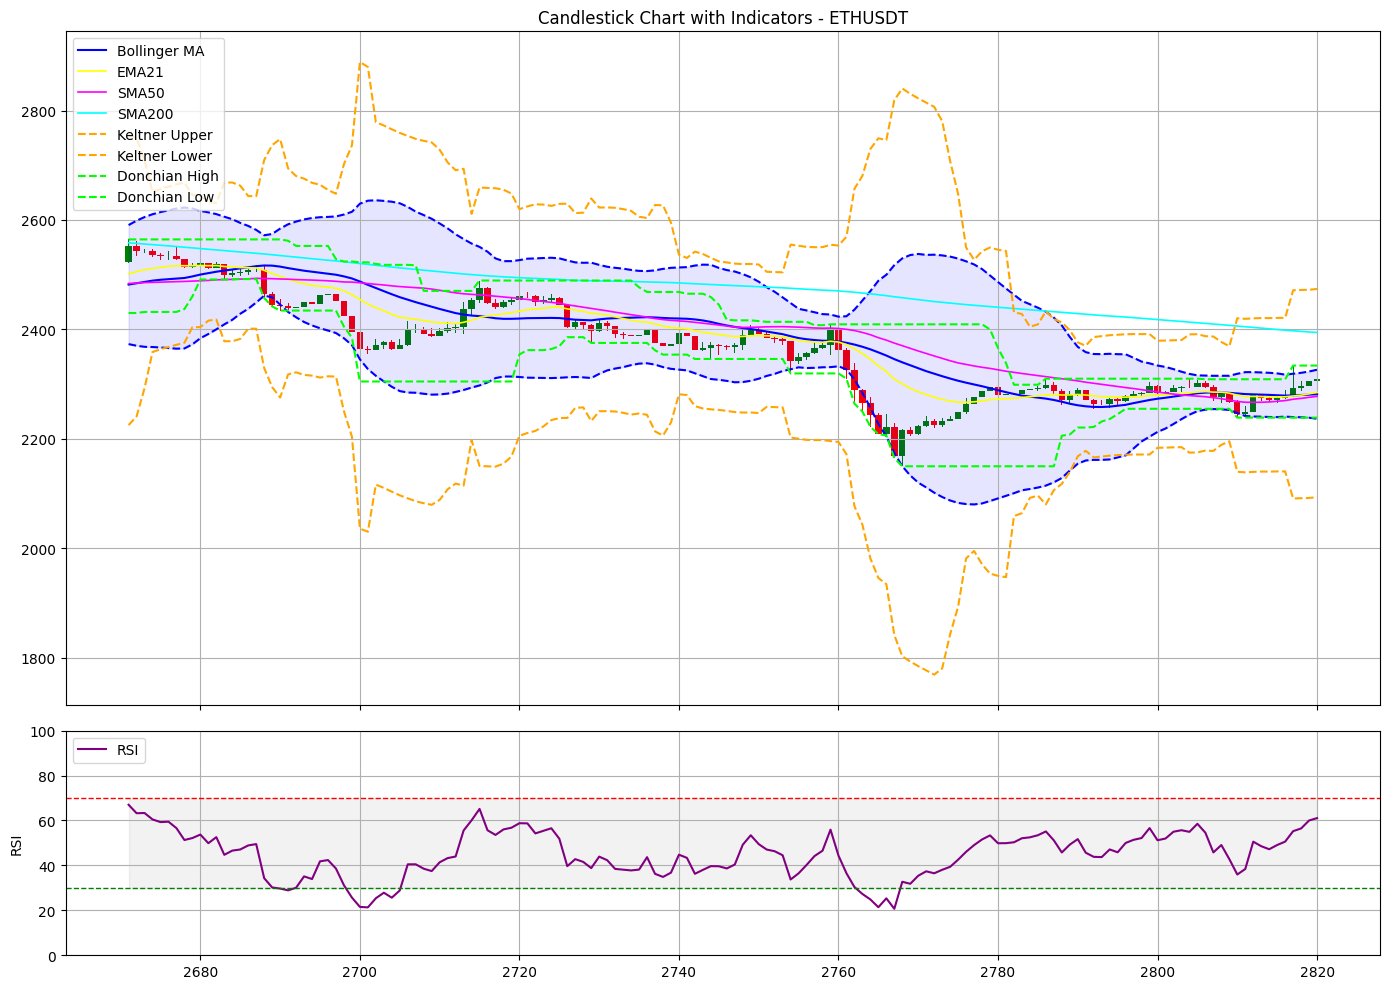 Candlestick Chart with Indicators - ETHUSDT
Bollinger MA
EMA21
SMA50
SMA200
Keltner Upper
Keltner Lower
Donchian High
Donchian Low
2800
2600
2400
2200
2000
1800
RSI
100
80
60
40
20
0
RSI
2680
2700
2720
2740
2760
2780
2800
2820